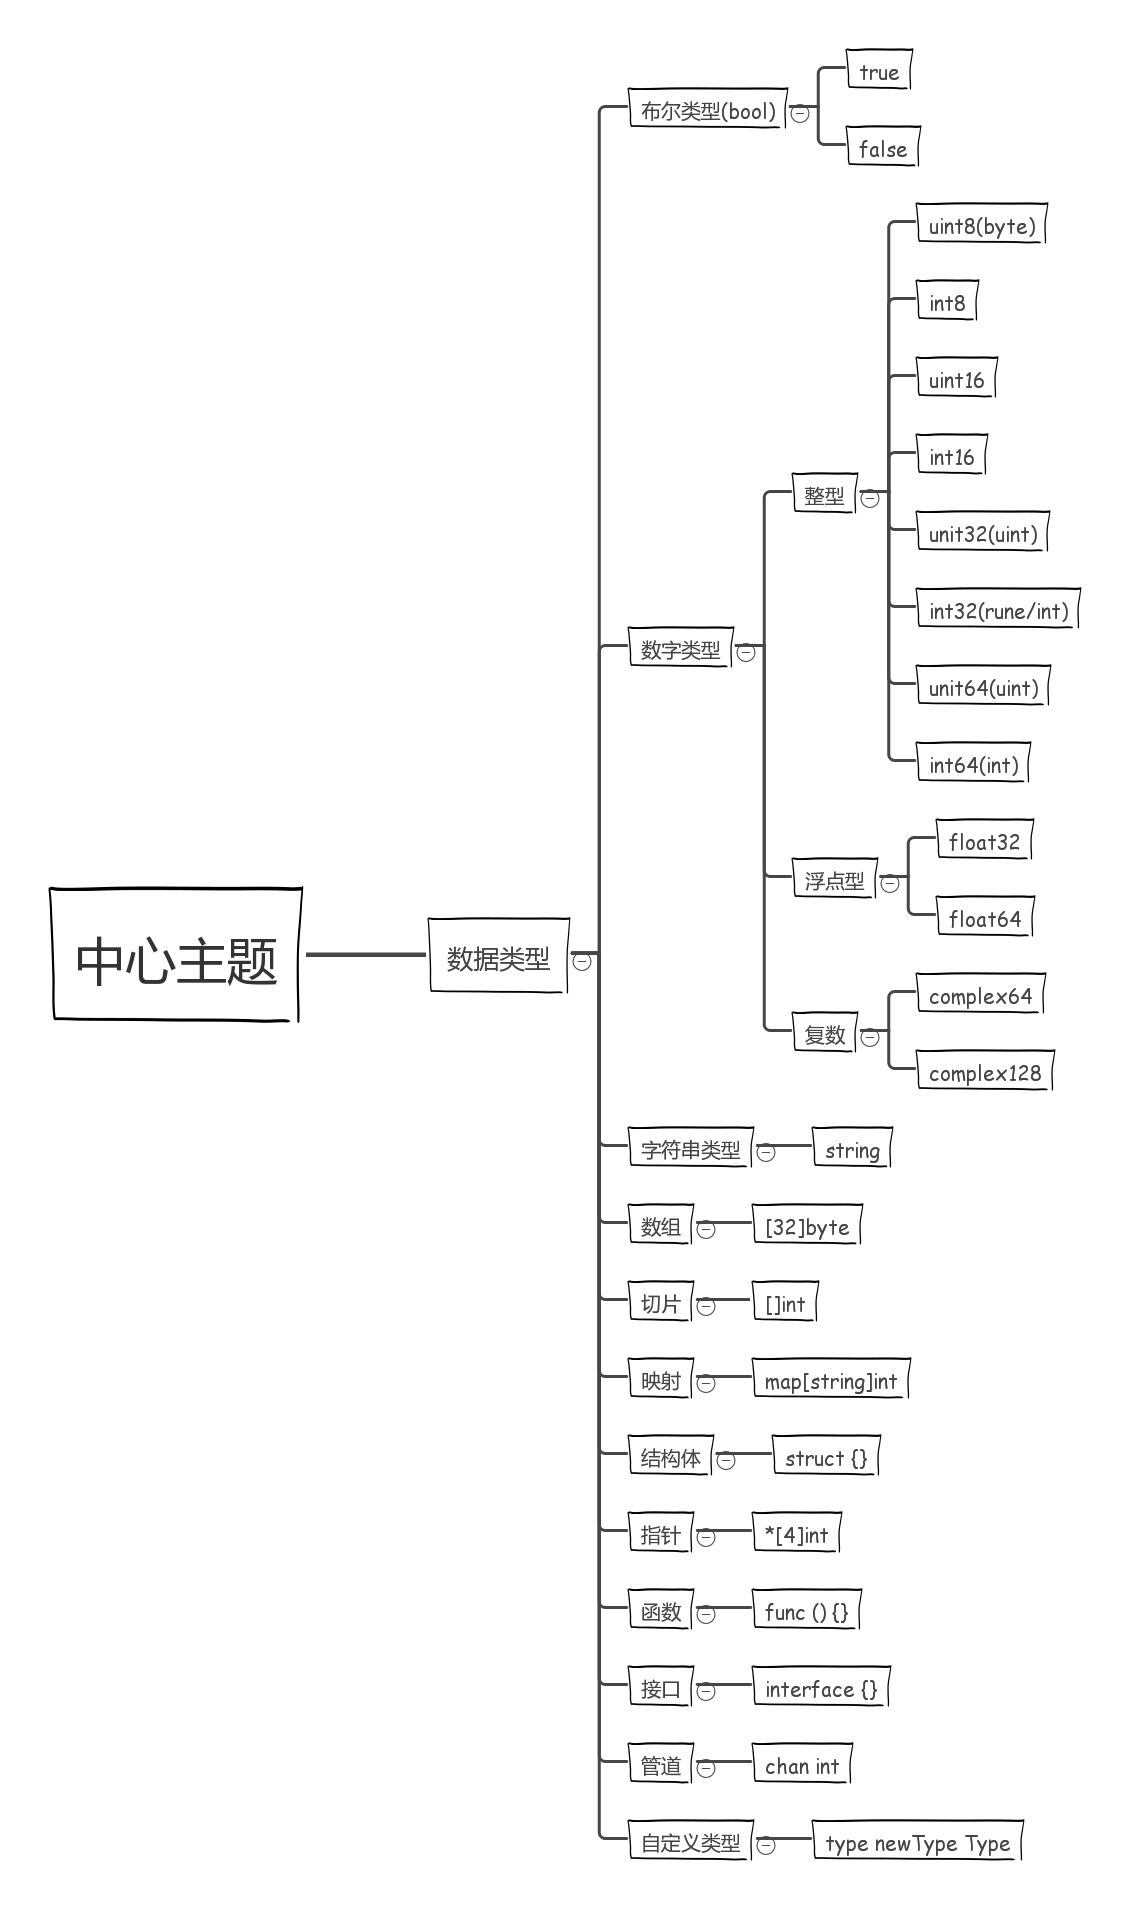 中心主题
数据类型
布尔类型(bool)
true
false
数字类型
整型
uint8(byte)
int8
uint16
int16
unit32(uint)
int32(rune/int)
unit64(uint)
int64(int)
浮点型
float32
float64
复数
complex64
complex128
字符串类型
string
数组
[32]byte
切片
[]int
映射
map[string]int
结构体
struct {}
指针
*[4]int
函数
func () {}
接口
interface {}
管道
chan int
自定义类型
type newType Type